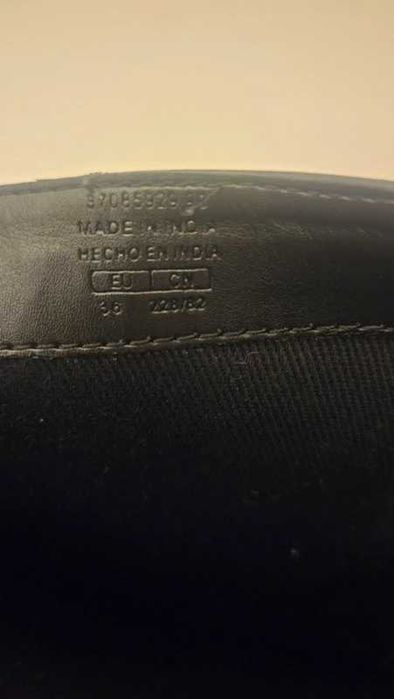 MADE IN INDIA
HECHO EN INDIA
EU CN
36 228/82